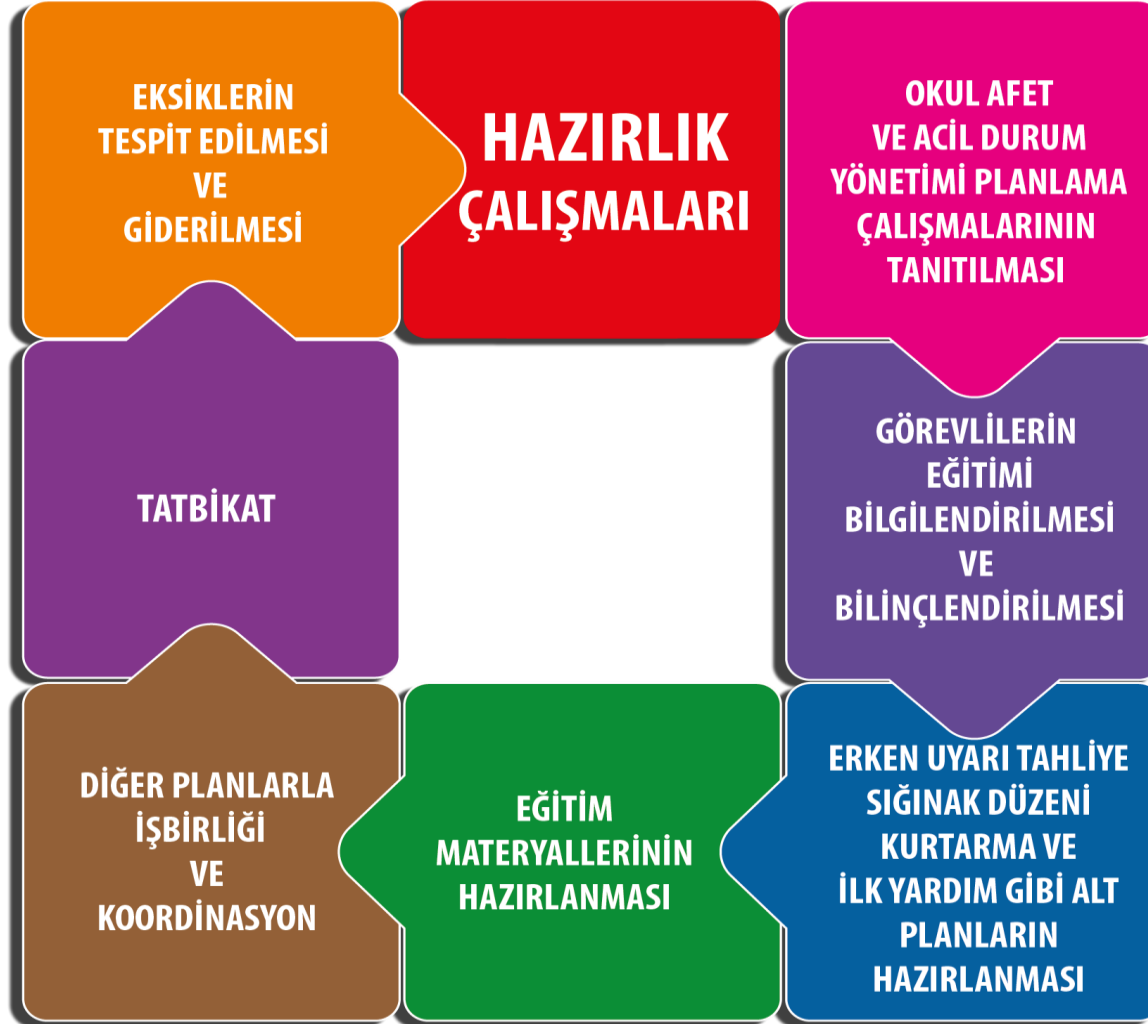 HAZIRLIK
ÇALIŞMALARI
OKUL AFET
VE ACİL DURUM
YÖNETİMİ PLANLAMA
ÇALIŞMALARININ
TANITILMASI
GÖREVLİLERİN
EĞİTİMİ
BİLGİLENDİRİLMESİ
VE
BİLİNÇLENDİRİLMESİ
ERKEN UYARI TAHLİYE
SIĞINAK DÜZENİ
KURTARMA VE
İLK YARDIM GİBİ ALT
PLANLARIN
HAZIRLANMASI
EĞİTİM
MATERYALLERİNİN
HAZIRLANMASI
DİĞER PLANLARLA
İŞBİRLİĞİ
VE
KOORDİNASYON
TATBİKAT
EKSİKLERİN
TESPİT EDİLMESİ
VE
GİDERİLMESİ